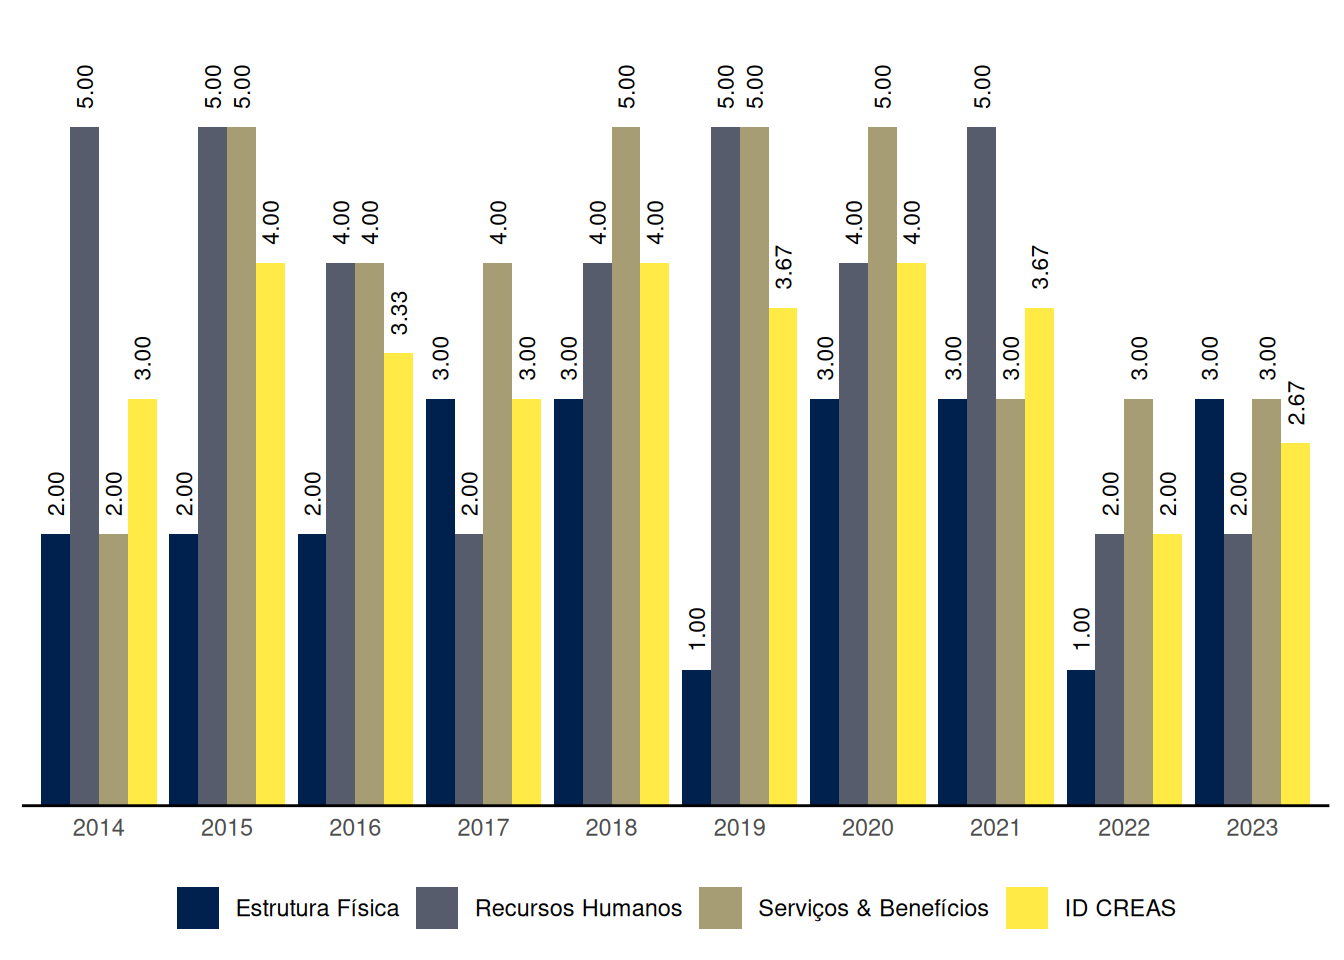 5.00 5.00 5.00 5.00 5.00 5.00 5.00 5.00
4.00 4.00 4.00 4.00 4.00 4.00 4.00 4.00
3.67 3.67
3.33
3.00 3.00 3.00 3.00 3.00 3.00 3.00 3.00 3.00 3.00
2.67
2.00 2.00 2.00 2.00 2.00 2.00 2.00 2.00
1.00 1.00
2014 2015 2016 2017 2018 2019 2020 2021 2022 2023
Estrutura Física Recursos Humanos Serviços & Benefícios ID CREAS